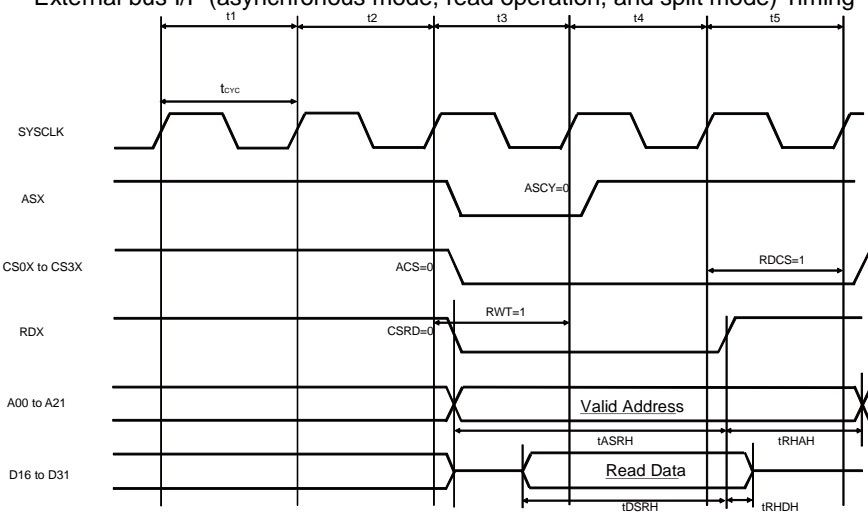 External bus I/F (asynchronous mode, read operation, and split mode) Timing
t1 t2 t3 t4 t5
tCYC
SYSCLK
ASX
ASCY=0
CS0X to CS3X
ACS=0
RDCS=1
RDX
CSRD=0
RWT=1
A00 to A21
Valid Address
tASRH
tRHAH
D16 to D31
Read Data
tDSRH
tRHDH